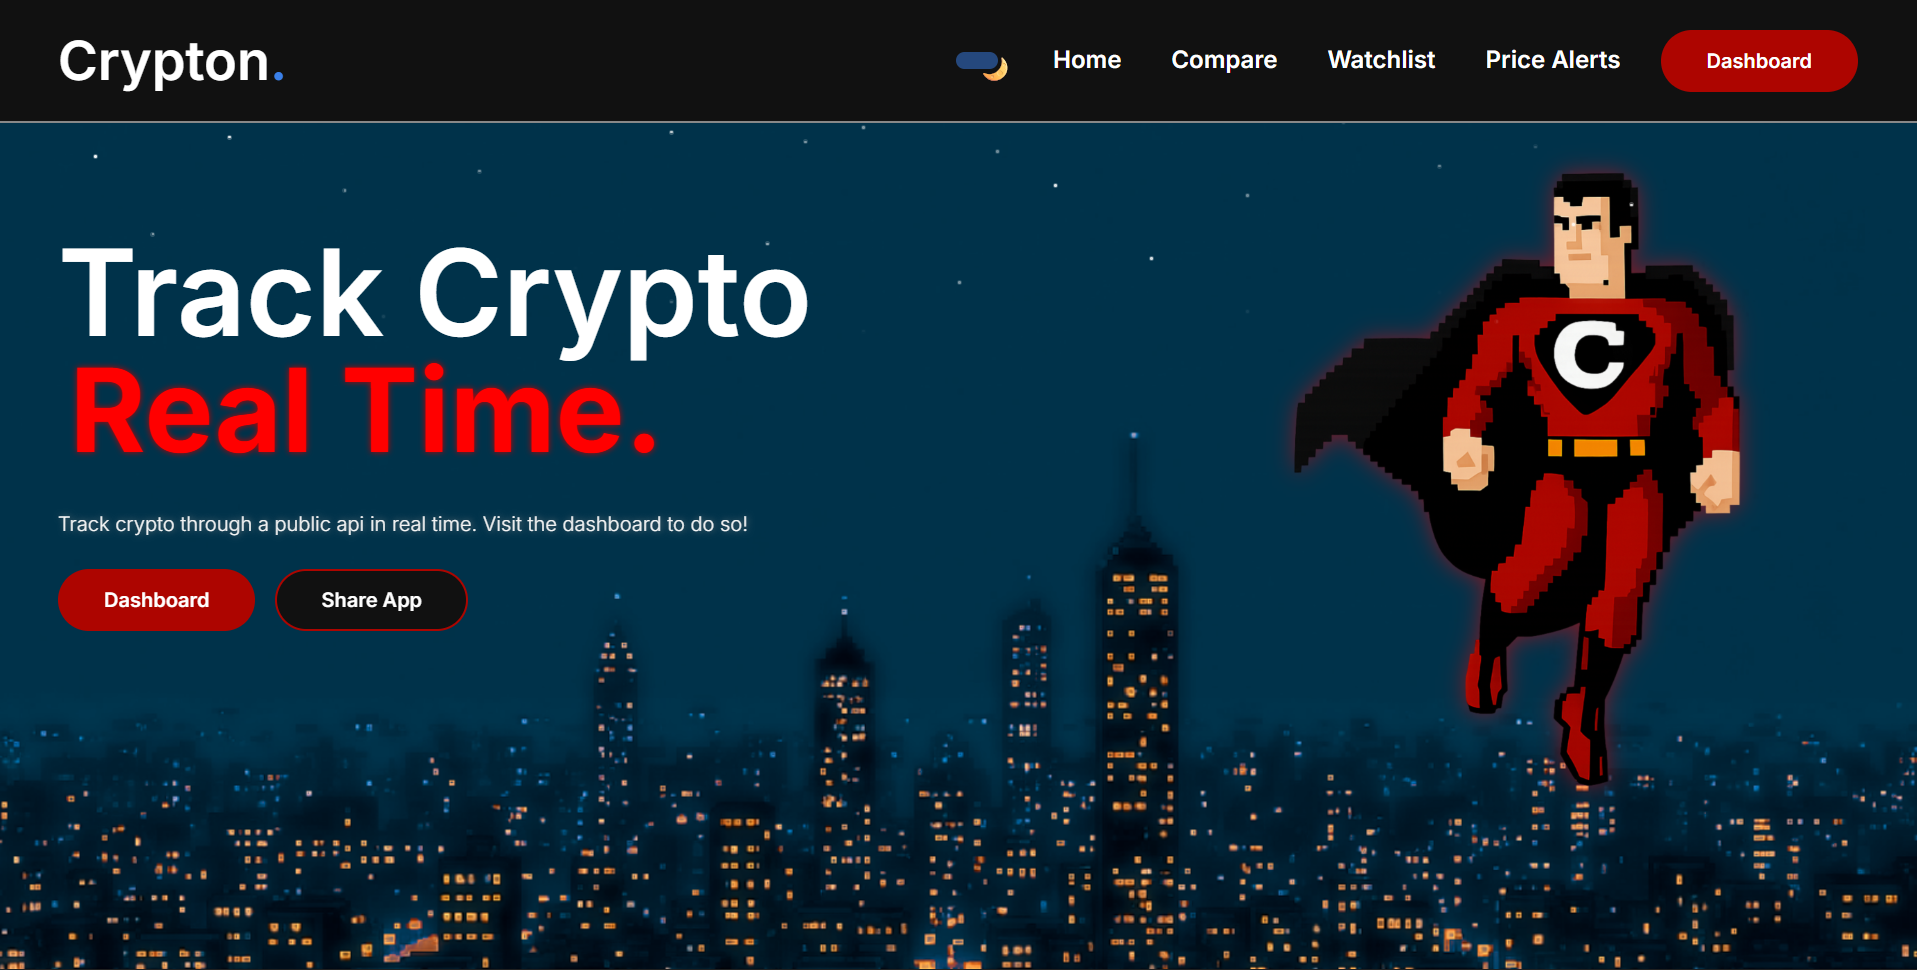 Crypton.
Home
Compare
Watchlist
Price Alerts
Dashboard
Track Crypto
Real Time.
Track crypto through a public api in real time. Visit the dashboard to do so!
Dashboard
Share App
C